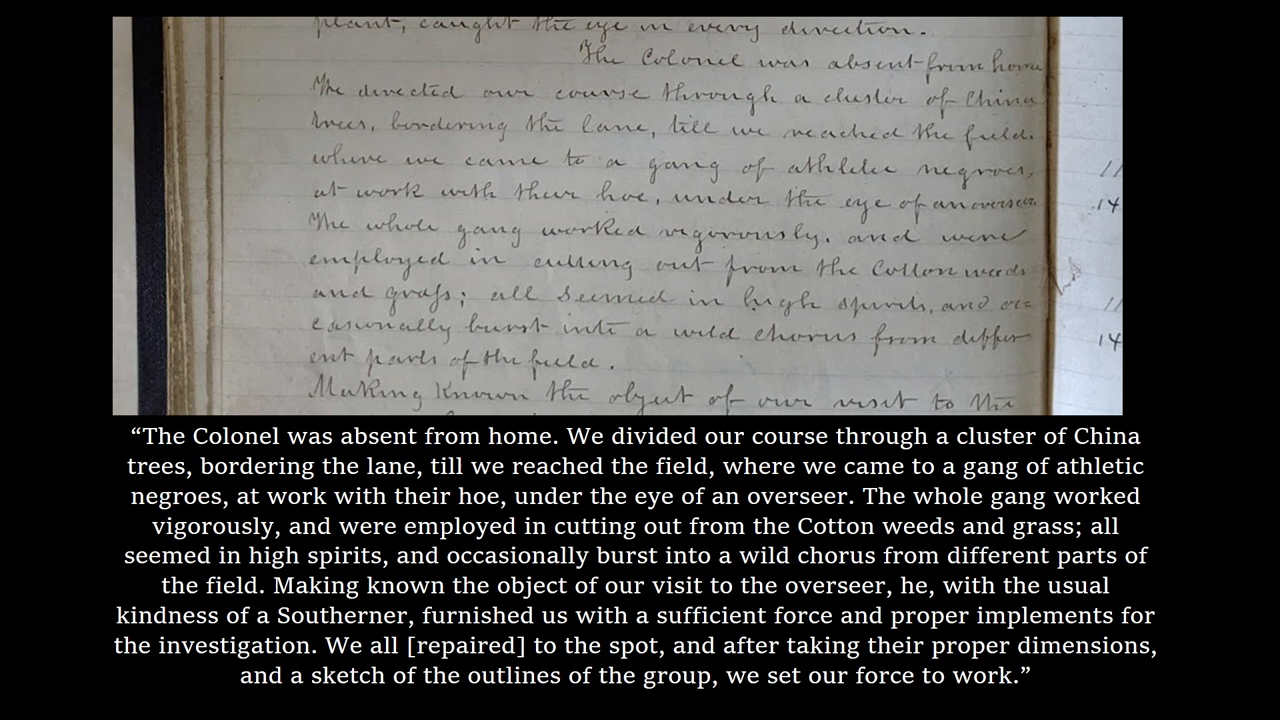 plant, caught the eye in every direction.
The Colonel was absent from home
We directed our course through a cluster of China
trees, bordering the lane, till we reached the field.
where we came to a gang of athletic negroes,
11
at work with their hoe, under the eye of an overseer.
14
The whole gang worked vigorously, and were
employed in cutting out from the Cotton weeds
and grass; all seemed in high spirits, and oc=
11
casionally burst into a wild chorus from differ
14
ent parts of the field.
Making Known the object of our visit to the
“The Colonel was absent from home. We divided our course through a cluster of China
trees, bordering the lane, till we reached the field, where we came to a gang of athletic
negroes, at work with their hoe, under the eye of an overseer. The whole gang worked
vigorously, and were employed in cutting out from the Cotton weeds and grass; all
seemed in high spirits, and occasionally burst into a wild chorus from different parts of
the field. Making known the object of our visit to the overseer, he, with the usual
kindness of a Southerner, furnished us with a sufficient force and proper implements for
the investigation. We all [repaired] to the spot, and after taking their proper dimensions,
and a sketch of the outlines of the group, we set our force to work.”